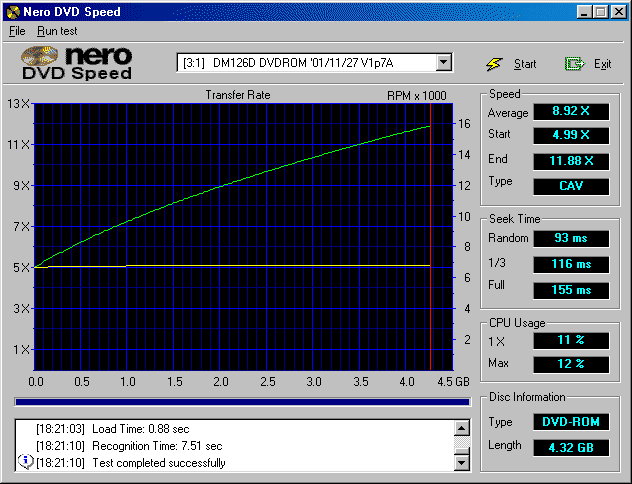 Nero DVD Speed
File Run test
nero
DVD Speed
[3:1] DM126D DVDROM '01/11/27 V1p7A
Start
Exit
Transfer Rate
RPM x 1000
13X
11X
9X
7X
5X
3X
1X
16
14
12
10
8
6
4
2
0.0 0.5 1.0 1.5 2.0 2.5 3.0 3.5 4.0 4.5 GB
[18:21:03] Load Time: 0.88 sec
[18:21:10] Recognition Time: 7.51 sec
[18:21:10] Test completed successfully
Speed
Average 8.92 X
Start 4.99 X
End 11.88 X
Type CAV
Seek Time
Random 93 ms
1/3 116 ms
Full 155 ms
CPU Usage
1 X 11 %
Max 12 %
Disc Information
Type DVD-ROM
Length 4.32 GB